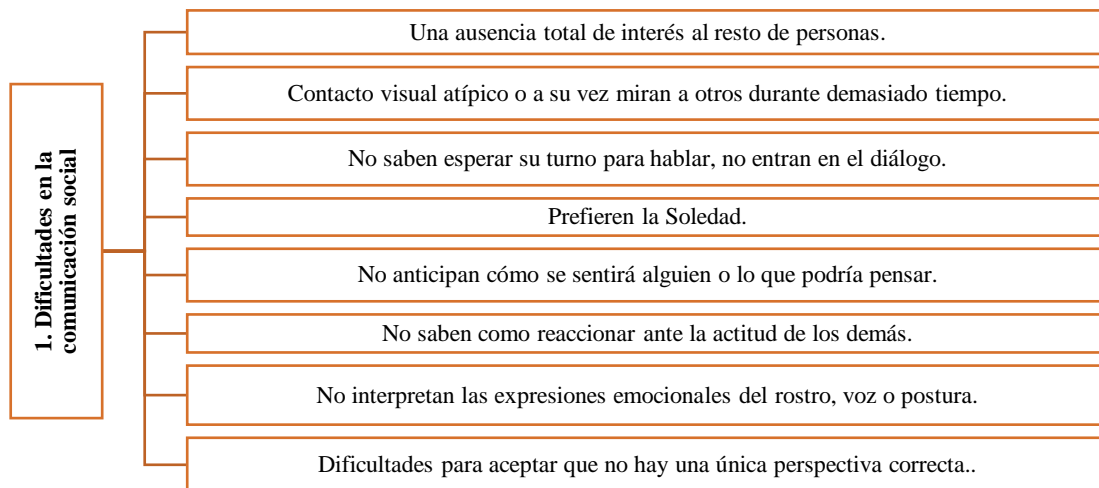 1. Dificultades en la
comunicación social
Una ausencia total de interés al resto de personas.
Contacto visual atípico o a su vez miran a otros durante demasiado tiempo.
No saben esperar su turno para hablar, no entran en el diálogo.
Prefieren la Soledad.
No anticipan cómo se sentirá alguien o lo que podría pensar.
No saben como reaccionar ante la actitud de los demás.
No interpretan las expresiones emocionales del rostro, voz o postura.
Dificultades para aceptar que no hay una única perspectiva correcta..